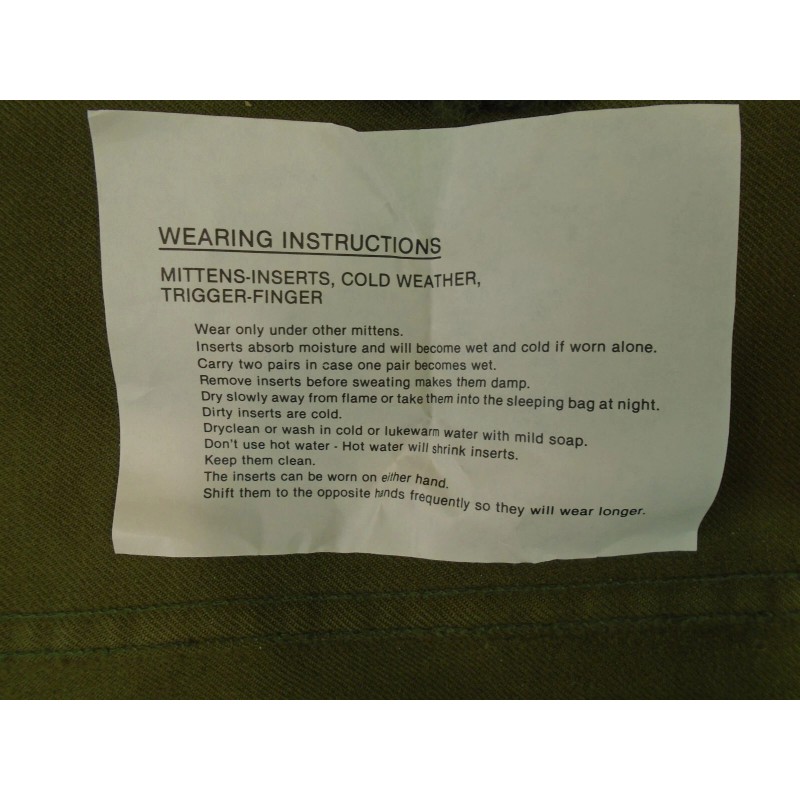 WEARING INSTRUCTIONS
MITTENS-INSERTS, COLD WEATHER,
TRIGGER-FINGER
Wear only under other mittens.
Inserts absorb moisture and will become wet and cold if worn alone.
Carry two pairs in case one pair becomes wet.
Remove inserts before sweating makes them damp.
Dry slowly away from flame or take them into the sleeping bag at night.
Dirty inserts are cold.
Dryclean or wash in cold or lukewarm water with mild soap.
Don't use hot water - Hot water will shrink inserts.
Keep them clean.
The inserts can be worn on either hand.
Shift them to the opposite hands frequently so they will wear longer.